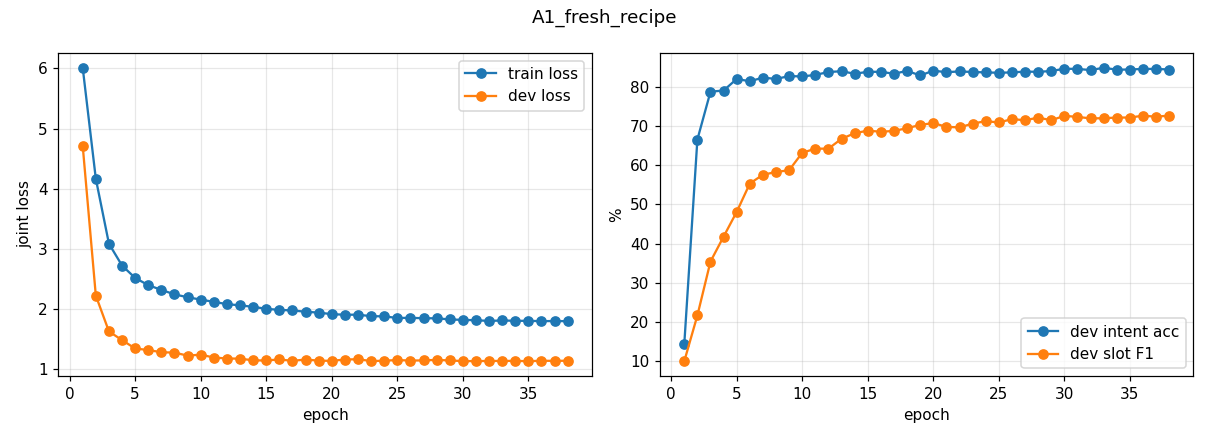 A1_fresh_recipe
joint loss
6
5
4
3
2
1
0 5 10 15 20 25 30 35
epoch
train loss
dev loss
%
80
70
60
50
40
30
20
10
0 5 10 15 20 25 30 35
epoch
dev intent acc
dev slot F1